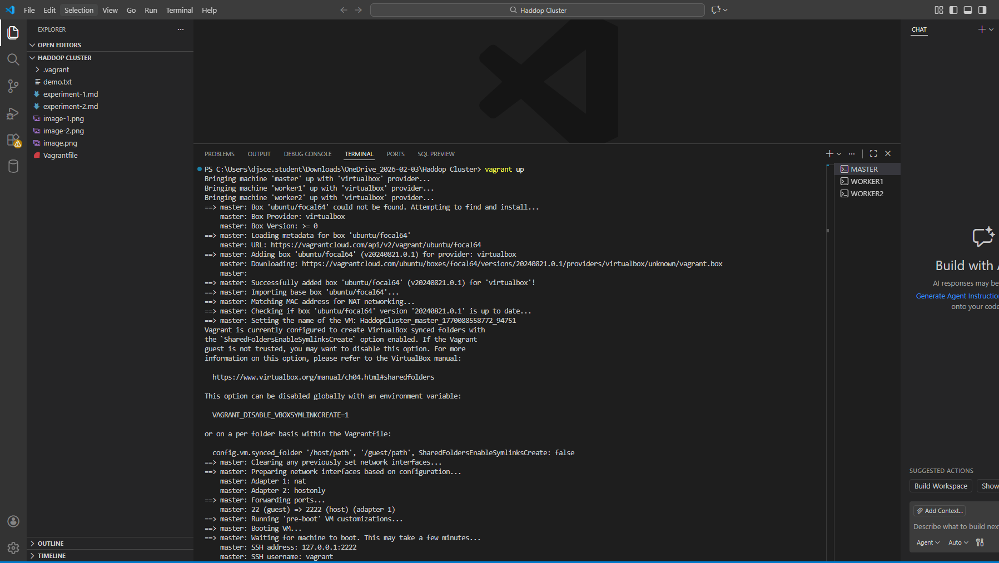 File Edit Selection View Go Run Terminal Help
Haddop Cluster
EXPLORER
OPEN EDITORS
HADDOP CLUSTER
.vagrant
demo.txt
experiment-1.md
experiment-2.md
image-1.png
image-2.png
image.png
Vagrantfile
OUTLINE
TIMELINE
PROBLEMS OUTPUT DEBUG CONSOLE TERMINAL PORTS SQL PREVIEW
PS C:\Users\djsce.student\Downloads\OneDrive_2026-02-03\Haddop Cluster> vagrant up
Bringing machine 'master' up with 'virtualbox' provider...
Bringing machine 'worker1' up with 'virtualbox' provider...
Bringing machine 'worker2' up with 'virtualbox' provider...
==> master: Box 'ubuntu/focal64' could not be found. Attempting to find and install...
master: Box Provider: virtualbox
master: Box Version: >= 0
==> master: Loading metadata for box 'ubuntu/focal64'
master: URL: https://vagrantcloud.com/api/v2/vagrant/ubuntu/focal64
==> master: Adding box 'ubuntu/focal64' (v20240821.0.1) for provider: virtualbox
master: Downloading: https://vagrantcloud.com/ubuntu/boxes/focal64/versions/20240821.0.1/providers/virtualbox/unknown/vagrant.box
master:
==> master: Successfully added box 'ubuntu/focal64' (v20240821.0.1) for 'virtualbox'!
==> master: Importing base box 'ubuntu/focal64'...
==> master: Matching MAC address for NAT networking...
==> master: Checking if box 'ubuntu/focal64' version '20240821.0.1' is up to date...
==> master: Setting the name of the VM: HaddopCluster_master_1770088558772_94751
Vagrant is currently configured to create VirtualBox synced folders with
the `SharedFoldersEnableSymlinksCreate` option enabled. If the Vagrant
guest is not trusted, you may want to disable this option. For more
information on this option, please refer to the VirtualBox manual:
https://www.virtualbox.org/manual/ch04.html#sharedfolders
This option can be disabled globally with an environment variable:
VAGRANT_DISABLE_VBOXSYMLINKCREATE=1
or on a per folder basis within the Vagrantfile:
config.vm.synced_folder '/host/path', '/guest/path', SharedFoldersEnableSymlinksCreate: false
==> master: Clearing any previously set network interfaces...
==> master: Preparing network interfaces based on configuration...
master: Adapter 1: nat
master: Adapter 2: hostonly
==> master: Forwarding ports...
master: 22 (guest) => 2222 (host) (adapter 1)
==> master: Running 'pre-boot' VM customizations...
==> master: Booting VM...
==> master: Waiting for machine to boot. This may take a few minutes...
master: SSH address: 127.0.0.1:2222
master: SSH username: vagrant
MASTER
WORKER1
WORKER2
CHAT
Build with
AI responses may be
Generate Agent Instructio
onto your code
SUGGESTED ACTIONS
Build Workspace Show
Add Context...
Describe what to build nex
Agent Auto